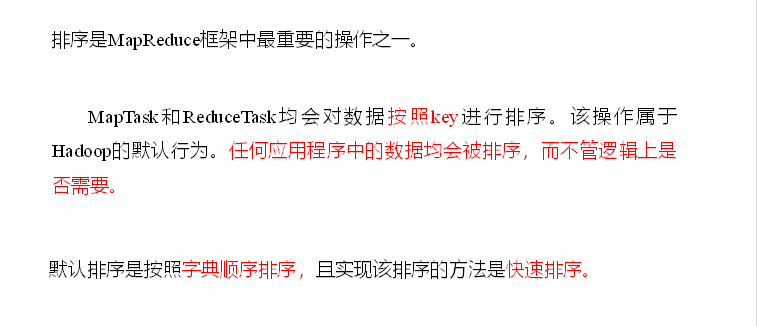 排序是MapReduce框架中最重要的操作之一。
MapTask和ReduceTask均会对数据按照key进行排序。该操作属于
Hadoop的默认行为。任何应用程序中的数据均会被排序，而不管逻辑上是
否需要。
默认排序是按照字典顺序排序，且实现该排序的方法是快速排序。